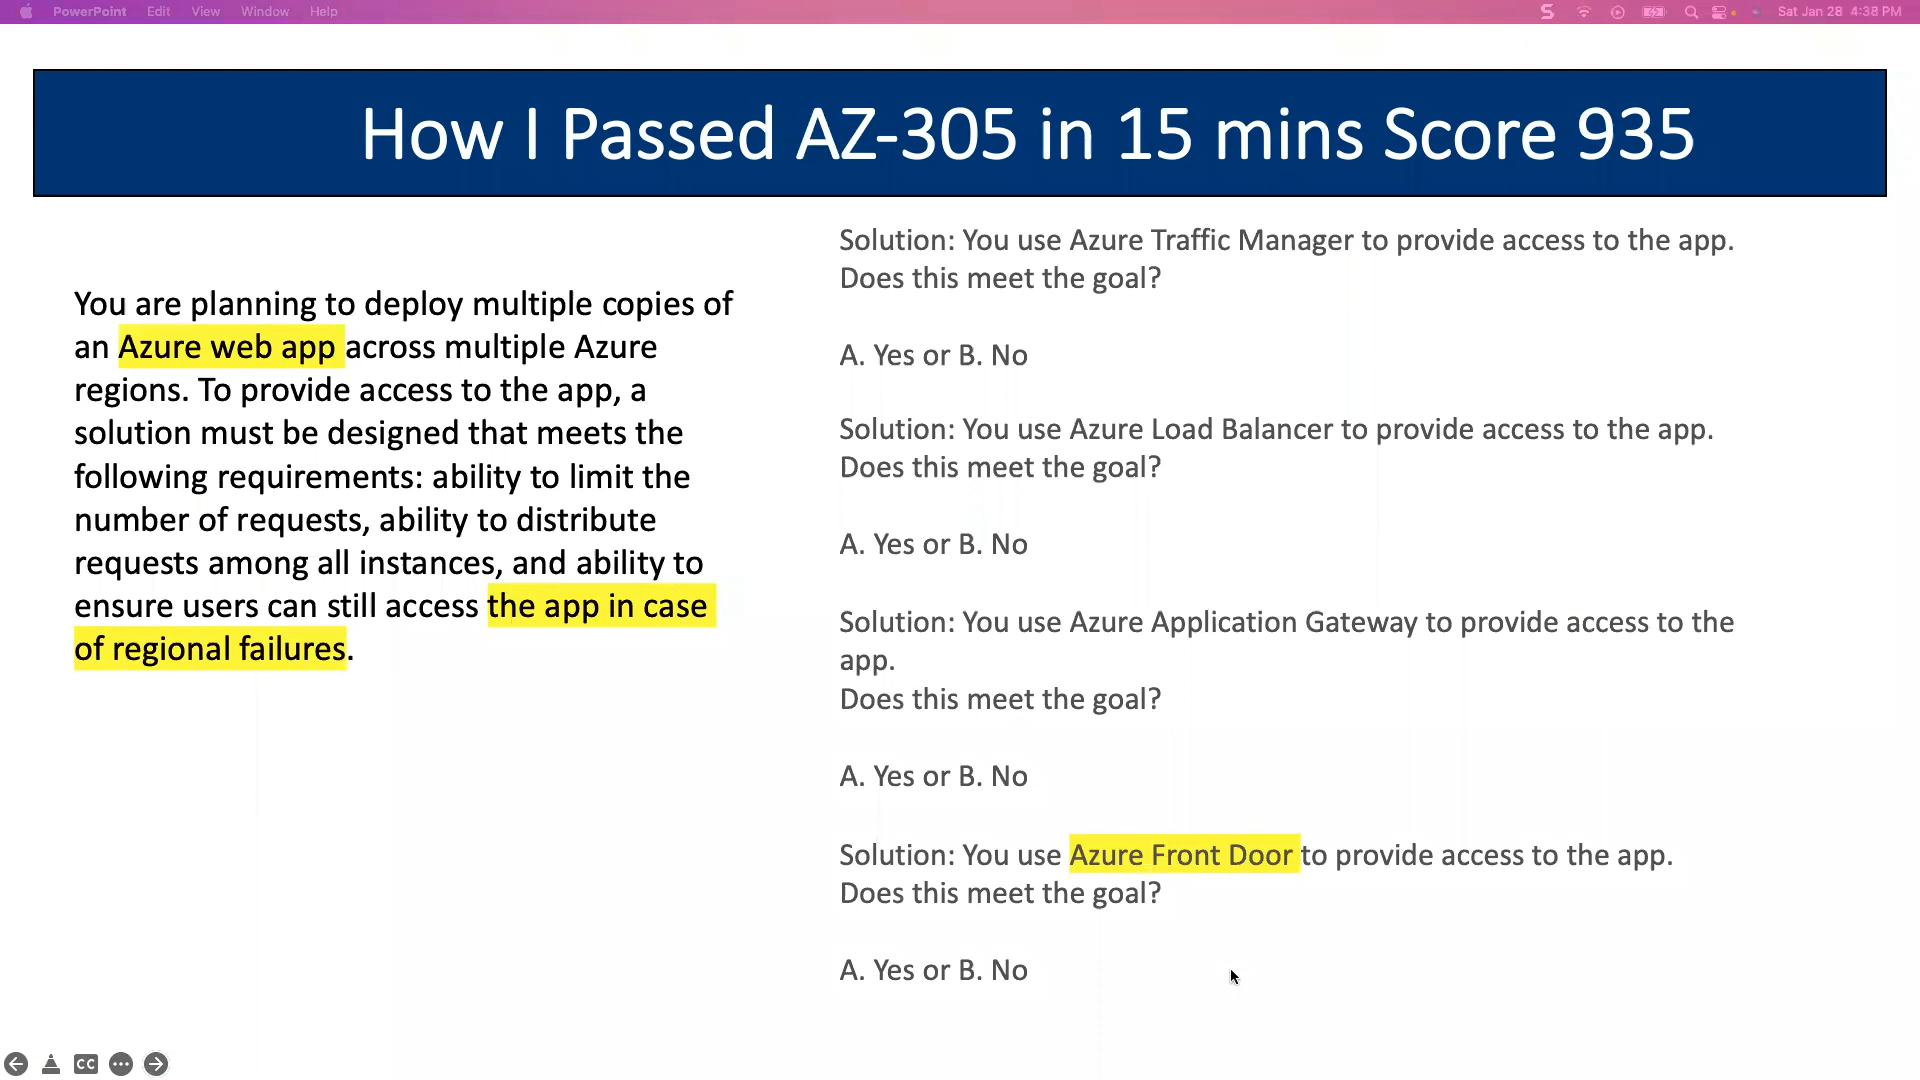 PowerPoint Edit View Window Help Sat Jan 28 4:38 PM
How I Passed AZ-305 in 15 mins Score 935
You are planning to deploy multiple copies of
an Azure web app across multiple Azure
regions. To provide access to the app, a
solution must be designed that meets the
following requirements: ability to limit the
number of requests, ability to distribute
requests among all instances, and ability to
ensure users can still access the app in case
of regional failures.
Solution: You use Azure Traffic Manager to provide access to the app.
Does this meet the goal?
A. Yes or B. No
Solution: You use Azure Load Balancer to provide access to the app.
Does this meet the goal?
A. Yes or B. No
Solution: You use Azure Application Gateway to provide access to the
app.
Does this meet the goal?
A. Yes or B. No
Solution: You use Azure Front Door to provide access to the app.
Does this meet the goal?
A. Yes or B. No
CC